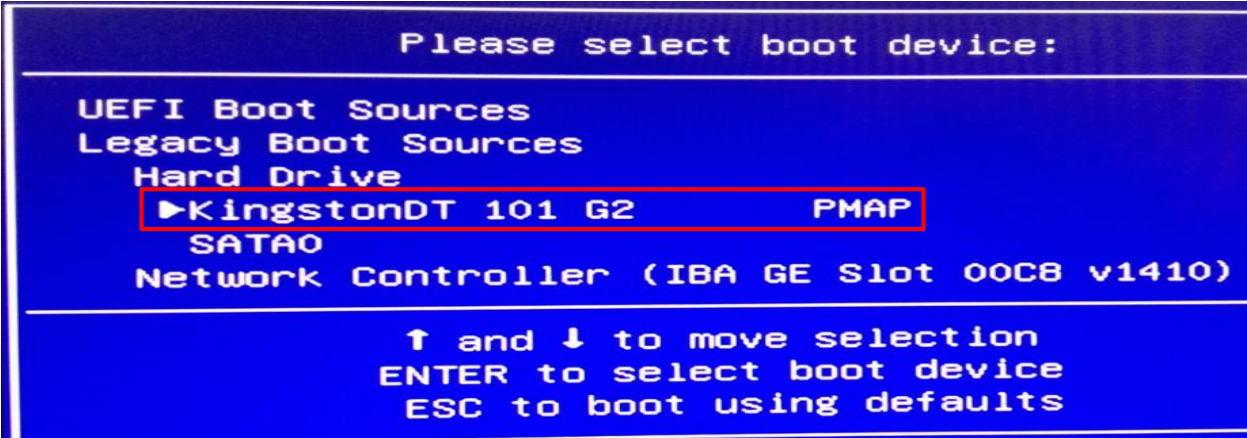 Please select boot device:
UEFI Boot Sources
Legacy Boot Sources
Hard Drive
▶KingstonDT 101 G2 PMAP
SATA0
Network Controller (IBA GE Slot 00C8 v1410)
↑ and ↓ to move selection
ENTER to select boot device
ESC to boot using defaults